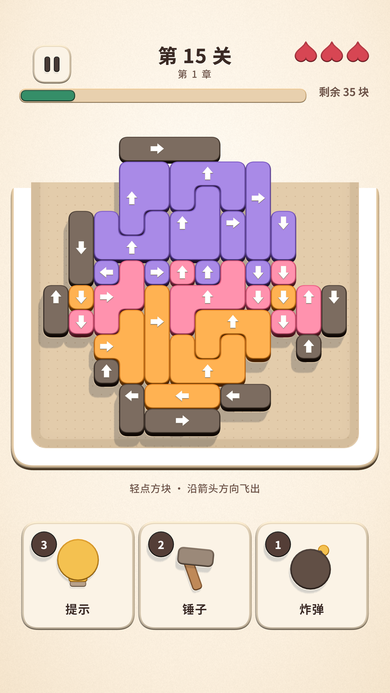 第 15 关
第 1 章
剩余 35 块
轻点方块 • 沿箭头方向飞出
3
2
1
提示
锤子
炸弹